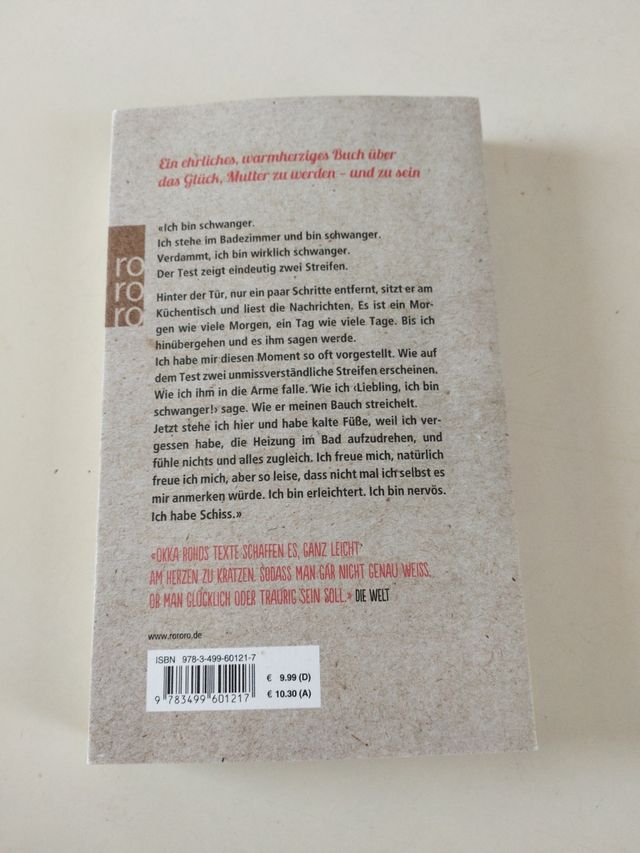 Ein ehrliches, warmherziges Buch über
das Glück, Mutter zu werden – und zu sein
«Ich bin schwanger.
Ich stehe im Badezimmer und bin schwanger.
Verdammt, ich bin wirklich schwanger.
Der Test zeigt eindeutig zwei Streifen.
ro
ro
ro
Hinter der Tür, nur ein paar Schritte entfernt, sitzt er am
Küchentisch und liest die Nachrichten. Es ist ein Mor-
gen wie viele Morgen, ein Tag wie viele Tage. Bis ich
hinübergehen und es ihm sagen werde.
Ich habe mir diesen Moment so oft vorgestellt. Wie auf
dem Test zwei unmissverständliche Streifen erscheinen.
Wie ich ihm in die Arme falle. Wie ich ‹Liebling, ich bin
schwanger!› sage. Wie er meinen Bauch streichelt.
Jetzt stehe ich hier und habe kalte Füße, weil ich ver-
gessen habe, die Heizung im Bad aufzudrehen, und
fühle nichts und alles zugleich. Ich freue mich, natürlich
freue ich mich, aber so leise, dass nicht mal ich selbst es
mir anmerken würde. Ich bin erleichtert. Ich bin nervös.
Ich habe Schiss.»
«OKKA ROHDS TEXTE SCHAFFEN ES, GANZ LEICHT
AM HERZEN ZU KRATZEN, SODASS MAN GAR NICHT GENAU WEISS,
OB MAN GLÜCKLICH ODER TRAURIG SEIN SOLL.» DIE WELT
www.rororo.de
ISBN 978-3-499-60121-7
€ 9.99 (D)
€ 10.30 (A)
9 783499 601217